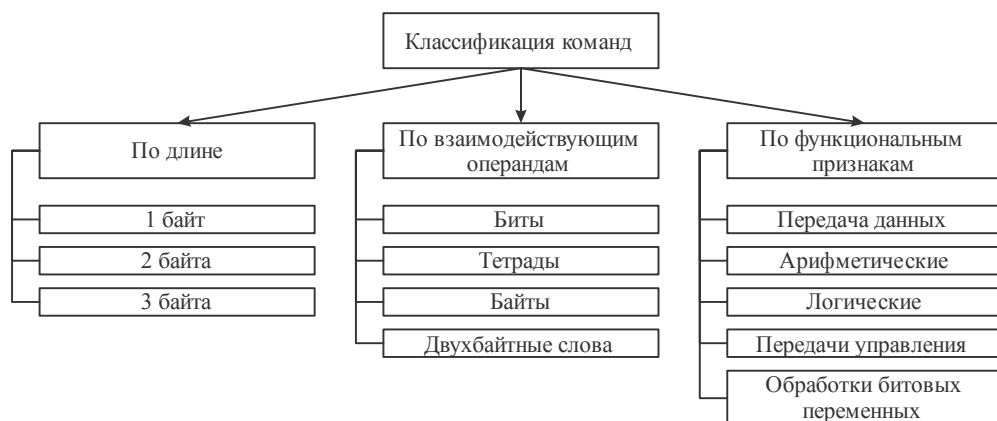 Классификация команд
По длине
1 байт
2 байта
3 байта
По взаимодействующим
операндам
Биты
Тетрады
Байты
Двухбайтные слова
По функциональным
признакам
Передача данных
Арифметические
Логические
Передачи управления
Обработки битовых
переменных